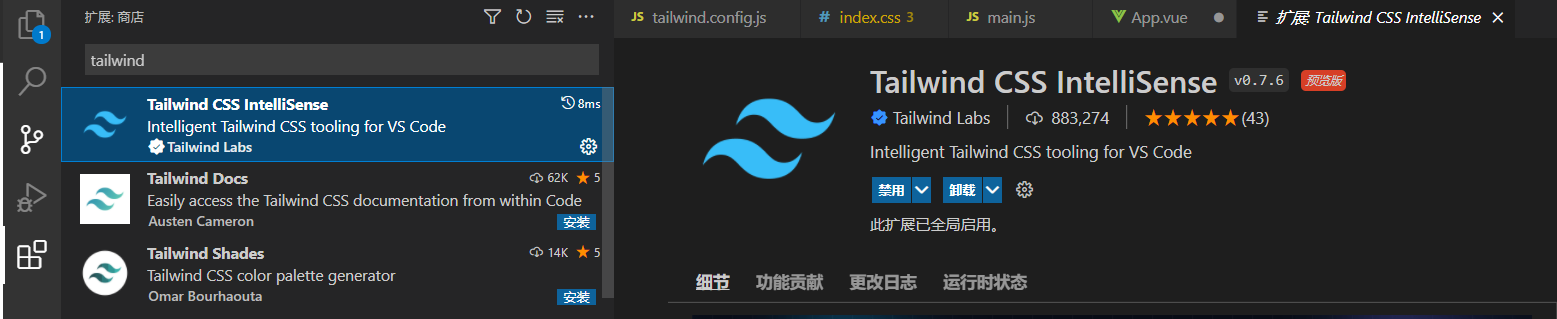 扩展: 商店
tailwind
1
Tailwind CSS IntelliSense 8ms
Intelligent Tailwind CSS tooling for VS Code
Tailwind Labs
Tailwind Docs 62K ★ 5
Easily access the Tailwind CSS documentation from within Code
Austen Cameron 安装
Tailwind Shades 14K ★ 5
Tailwind CSS color palette generator
Omar Bourhaouta 安装
JS tailwind.config.js # index.css 3 JS main.js App.vue 扩展: Tailwind CSS IntelliSense
Tailwind CSS IntelliSense v0.7.6 预览版
Tailwind Labs 883,274 ★★★★★(43)
Intelligent Tailwind CSS tooling for VS Code
禁用 卸载
此扩展已全局启用。
细节 功能贡献 更改日志 运行时状态